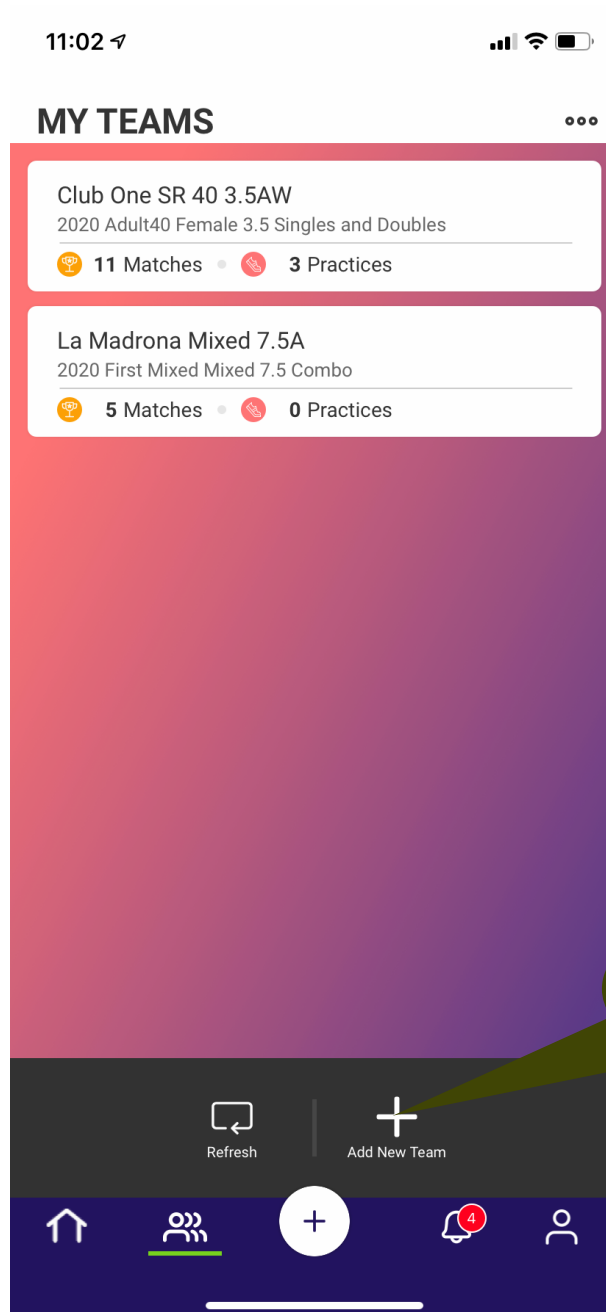 11:02
MY TEAMS
Club One SR 40 3.5AW
2020 Adult40 Female 3.5 Singles and Doubles
11 Matches 3 Practices
La Madrona Mixed 7.5A
2020 First Mixed Mixed 7.5 Combo
5 Matches 0 Practices
Refresh Add New Team
4